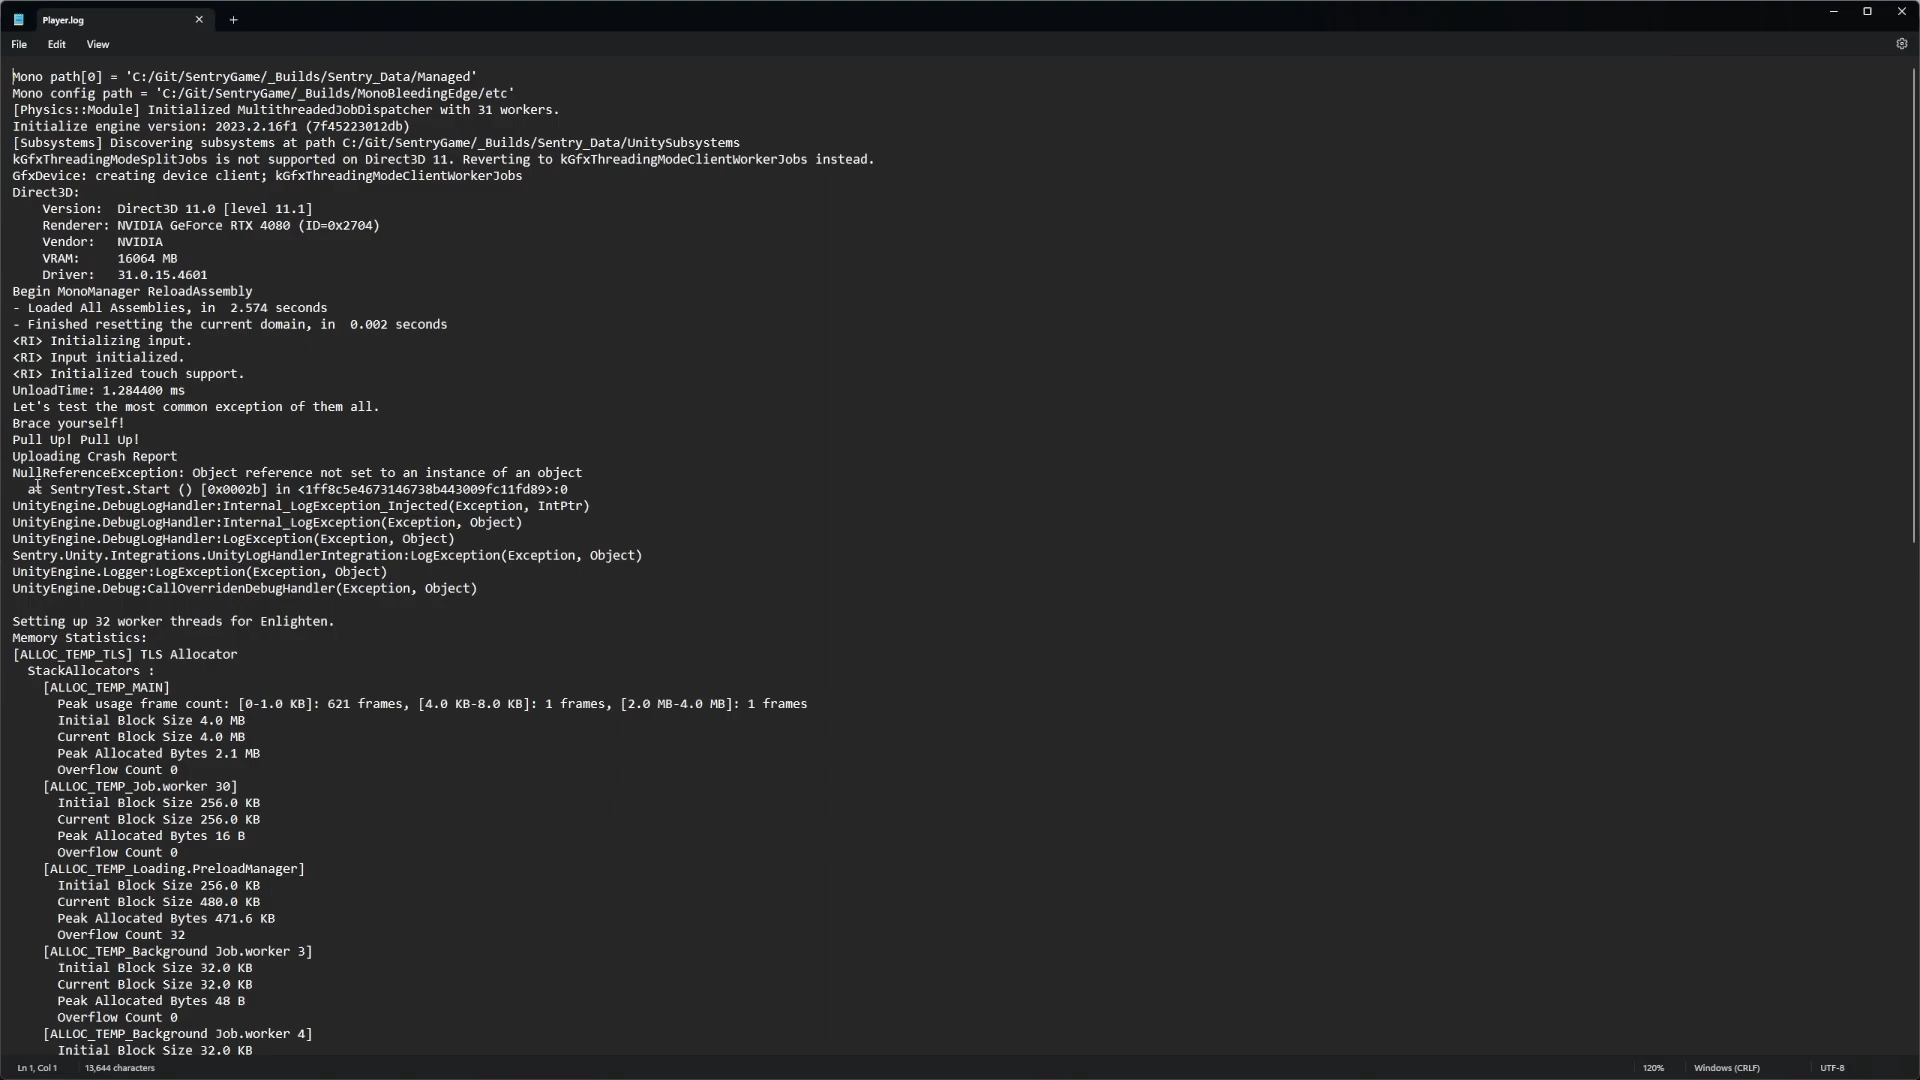 Player.log
File Edit View
Mono path[0] = 'C:/Git/SentryGame/_Builds/Sentry_Data/Managed'
Mono config path = 'C:/Git/SentryGame/_Builds/MonoBleedingEdge/etc'
[Physics::Module] Initialized MultithreadedJobDispatcher with 31 workers.
Initialize engine version: 2023.2.16f1 (7f45223012db)
[Subsystems] Discovering subsystems at path C:/Git/SentryGame/_Builds/Sentry_Data/UnitySubsystems
kGfxThreadingModeSplitJobs is not supported on Direct3D 11. Reverting to kGfxThreadingModeClientWorkerJobs instead.
GfxDevice: creating device client; kGfxThreadingModeClientWorkerJobs
Direct3D:
    Version:  Direct3D 11.0 [level 11.1]
    Renderer: NVIDIA GeForce RTX 4080 (ID=0x2704)
    Vendor:   NVIDIA
    VRAM:     16064 MB
    Driver:   31.0.15.4601
Begin MonoManager ReloadAssembly
- Loaded All Assemblies, in  2.574 seconds
- Finished resetting the current domain, in  0.002 seconds
<RI> Initializing input.
<RI> Input initialized.
<RI> Initialized touch support.
UnloadTime: 1.284400 ms
Let's test the most common exception of them all.
Brace yourself!
Pull Up! Pull Up!
Uploading Crash Report
NullReferenceException: Object reference not set to an instance of an object
  at SentryTest.Start () [0x0002b] in <1ff8c5e4673146738b443009fc11fd89>:0
UnityEngine.DebugLogHandler:Internal_LogException_Injected(Exception, IntPtr)
UnityEngine.DebugLogHandler:Internal_LogException(Exception, Object)
UnityEngine.DebugLogHandler:LogException(Exception, Object)
Sentry.Unity.Integrations.UnityLogHandlerIntegration:LogException(Exception, Object)
UnityEngine.Logger:LogException(Exception, Object)
UnityEngine.Debug:CallOverridenDebugHandler(Exception, Object)
Setting up 32 worker threads for Enlighten.
Memory Statistics:
[ALLOC_TEMP_TLS] TLS Allocator
  StackAllocators :
    [ALLOC_TEMP_MAIN]
      Peak usage frame count: [0-1.0 KB]: 621 frames, [4.0 KB-8.0 KB]: 1 frames, [2.0 MB-4.0 MB]: 1 frames
      Initial Block Size 4.0 MB
      Current Block Size 4.0 MB
      Peak Allocated Bytes 2.1 MB
      Overflow Count 0
    [ALLOC_TEMP_Job.worker 30]
      Initial Block Size 256.0 KB
      Current Block Size 256.0 KB
      Peak Allocated Bytes 16 B
      Overflow Count 0
    [ALLOC_TEMP_Loading.PreloadManager]
      Initial Block Size 256.0 KB
      Current Block Size 480.0 KB
      Peak Allocated Bytes 471.6 KB
      Overflow Count 32
    [ALLOC_TEMP_Background Job.worker 3]
      Initial Block Size 32.0 KB
      Current Block Size 32.0 KB
      Peak Allocated Bytes 48 B
      Overflow Count 0
    [ALLOC_TEMP_Background Job.worker 4]
      Initial Block Size 32.0 KB
Ln 1, Col 1 13,644 characters 120% Windows (CRLF) UTF-8